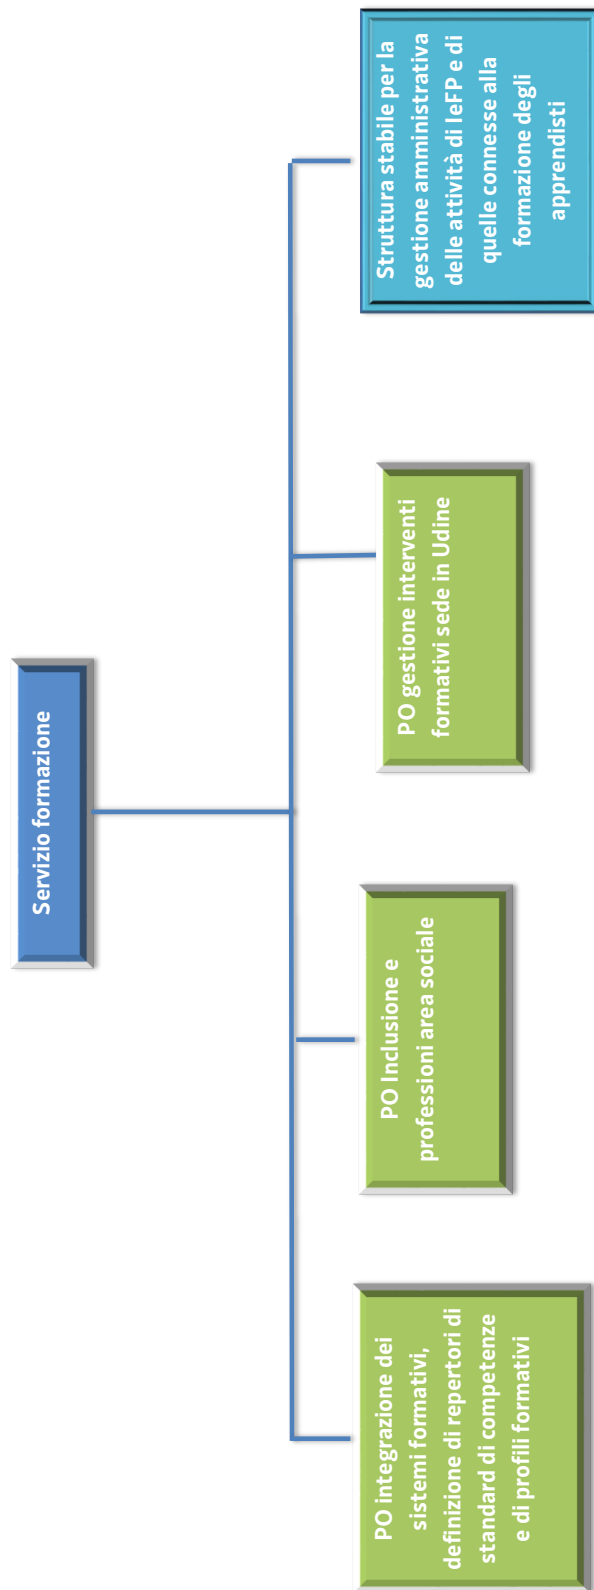 Servizio formazione
PO integrazione dei
sistemi formativi,
definizione di repertori di
standard di competenze
e di profili formativi
PO Inclusione e
professioni area sociale
PO gestione interventi
formativi sede in Udine
Struttura stabile per la
gestione amministrativa
delle attività di IeFP e di
quelle connesse alla
formazione degli
apprendisti